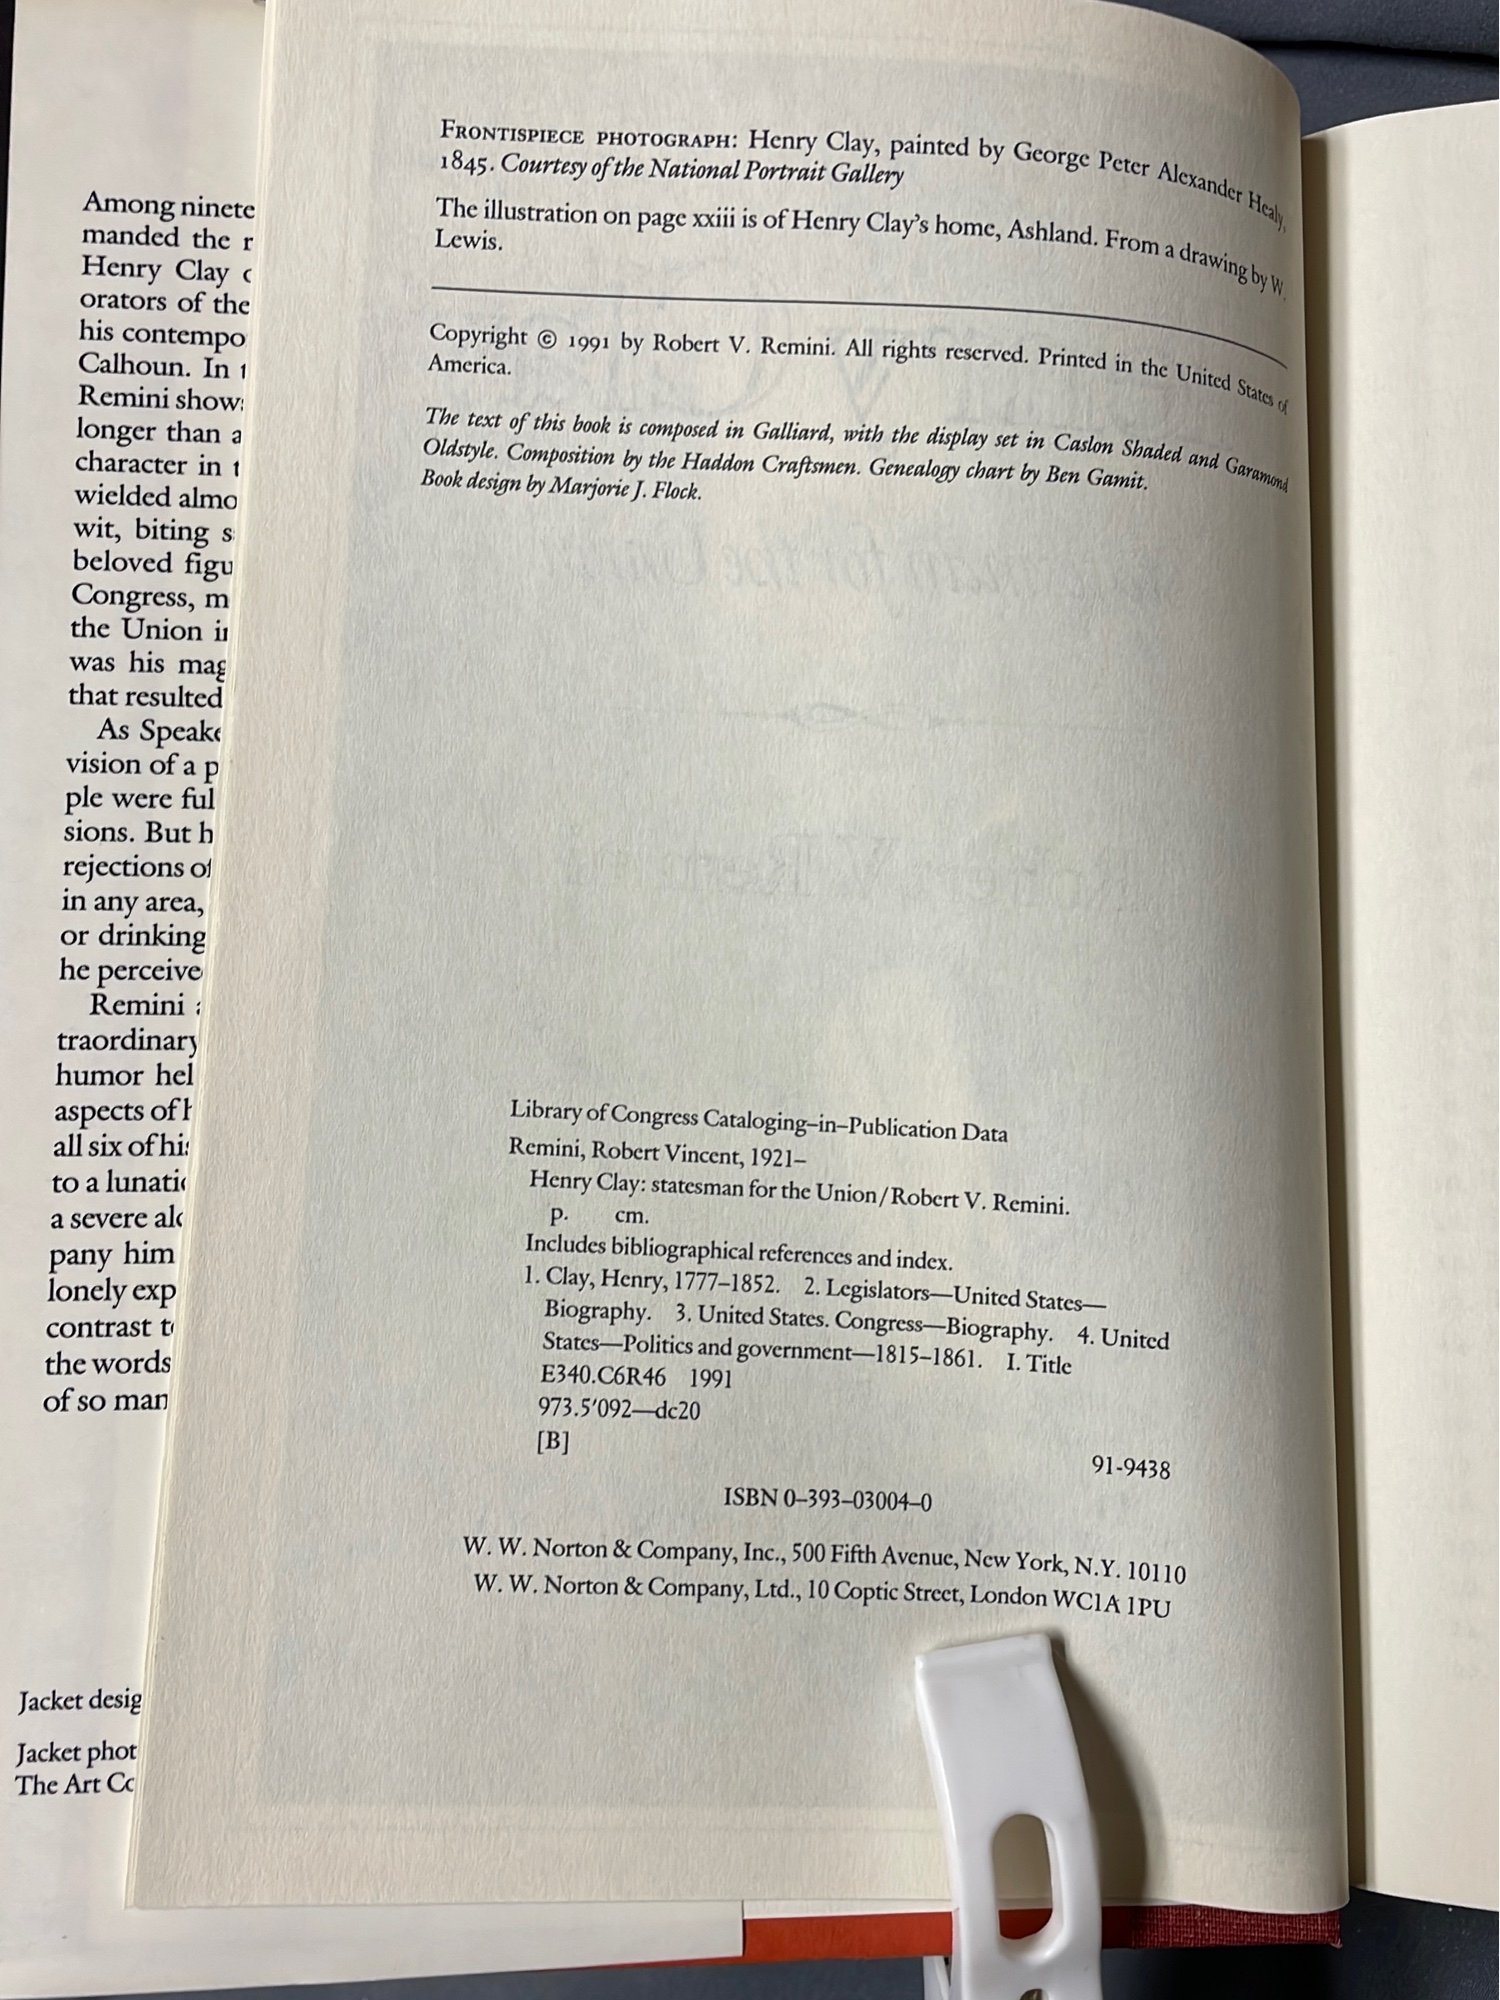 Among ninete
manded the r
Henry Clay
orators of the
his contempo
Calhoun. In
Remini show
longer than a
character in
wielded almo
wit, biting s
beloved figu
Congress, m
the Union
was his mag
that resulted
As Speake
vision of a p
ple were ful
sions. But h
rejections of
in any area,
or drinking
he perceive
Remini
traordinary
humor hel
aspects of
all six of his
to a lunatic
a severe alc
pany him
lonely exp
contrast to
the words
of so man
Jacket desig
Jacket phot
The Art Co
FRONTISPIECE PHOTOGRAPH: Henry Clay, painted by George Peter Alexander Healy,
1845. Courtesy of the National Portrait Gallery
The illustration on page xxiii is of Henry Clay's home, Ashland. From a drawing by W.
Lewis.
Copyright © 1991 by Robert V. Remini. All rights reserved. Printed in the United States of
America.
The text of this book is composed in Galliard, with the display set in Caslon Shaded and Garamond
Oldstyle. Composition by the Haddon Craftsmen. Genealogy chart by Ben Gamit.
Book design by Marjorie J. Flock.
Library of Congress Cataloging–in–Publication Data
Remini, Robert Vincent, 1921–
Henry Clay: statesman for the Union / Robert V. Remini.
p. cm.
Includes bibliographical references and index.
1. Clay, Henry, 1777–1852. 2. Legislators—United States—
Biography. 3. United States. Congress—Biography. 4. United
States—Politics and government—1815–1861. I. Title
E340.C6R46 1991
973.5′092—dc20
[B]
91-9438
ISBN 0–393–03004–0
W. W. Norton & Company, Inc., 500 Fifth Avenue, New York, N.Y. 10110
W. W. Norton & Company, Ltd., 10 Coptic Street, London WC1A 1PU